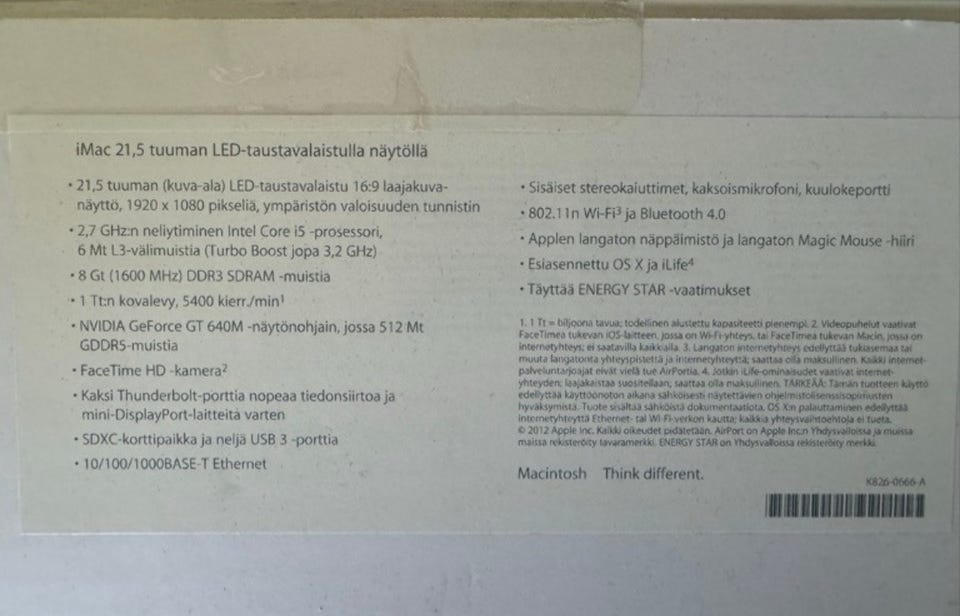 iMac 21,5 tuuman LED-taustavalaistulla näytöllä
• 21,5 tuuman (kuva-ala) LED-taustavalaistu 16:9 laajakuva-
näyttö, 1920 x 1080 pikseliä, ympäristön valoisuuden tunnistin
• 2,7 GHz:n neliytiminen Intel Core i5 -prosessori,
6 Mt L3-välimuistia (Turbo Boost jopa 3,2 GHz)
• 8 Gt (1600 MHz) DDR3 SDRAM -muistia
• 1 Tt:n kovalevy, 5400 kierr./min¹
• NVIDIA GeForce GT 640M -näytönohjain, jossa 512 Mt
GDDR5-muistia
• FaceTime HD -kamera²
• Kaksi Thunderbolt-porttia nopeaa tiedonsiirtoa ja
mini-DisplayPort-laitteitä varten
• SDXC-korttipaikka ja neljä USB 3 -porttia
• 10/100/1000BASE-T Ethernet
• Sisäiset stereokaiuttimet, kaksoismikrofoni, kuulokeportti
• 802.11n Wi-Fi³ ja Bluetooth 4.0
• Applen langaton näppäimistö ja langaton Magic Mouse -hiiri
• Esiasennettu OS X ja iLife⁴
• Täyttää ENERGY STAR -vaatimukset
1. 1 Tt = biljoona tavua; todellinen alustettu kapasiteetti pienempi. 2. Videopuhelut vaativat
FaceTimea tukevan iOS-laitteen, jossa on Wi-Fi-yhteys, tai FaceTimea tukevan Macin, jossa on
internetyhteys; ei saatavilla kaikkialla. 3. Langaton internetyhteys edellyttää tukiasemaa tai
muuta langatonta yhteyspistettä ja internetyhteyttä; saattaa olla maksullinen. Kaikki internet-
palveluntarjoajat eivät vielä tue AirPortia. 4. Jotkin iLife-ominaisuudet vaativat internet-
yhteyden; laajakaistaa suositellaan; saattaa olla maksullinen. TÄRKEÄÄ: Tämän tuotteen käyttö
edellyttää käyttöönoton aikana sähköisesti näytettävien ohjelmistolisenssisopimusten
hyväksymistä. Tuote sisältää sähköistä dokumentaatiota. OS X:n palauttaminen edellyttää
internetyhteyttä Ethernet- tai Wi-Fi-verkon kautta; kaikkia yhteysvaihtoehtoja ei tueta.
© 2012 Apple Inc. Kaikki oikeudet pidätetään. AirPort on Apple Inc:n Yhdysvalloissa ja muissa
maissa rekisteröity tavaramerkki. ENERGY STAR on Yhdysvalloissa rekisteröity merkki.
Macintosh Think different.
K826-0666-A